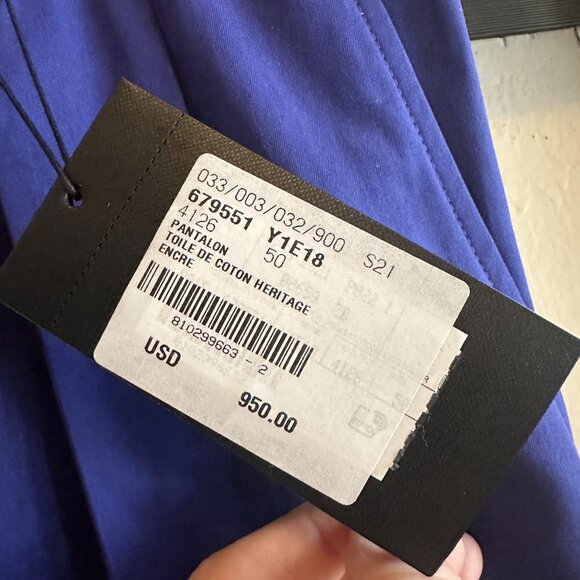 033/003/032/900 S21
679551 Y1E18
4126 50
PANTALON
TOILE DE COTON HERITAGE
ENCRE
810299663 - 2
USD 950.00